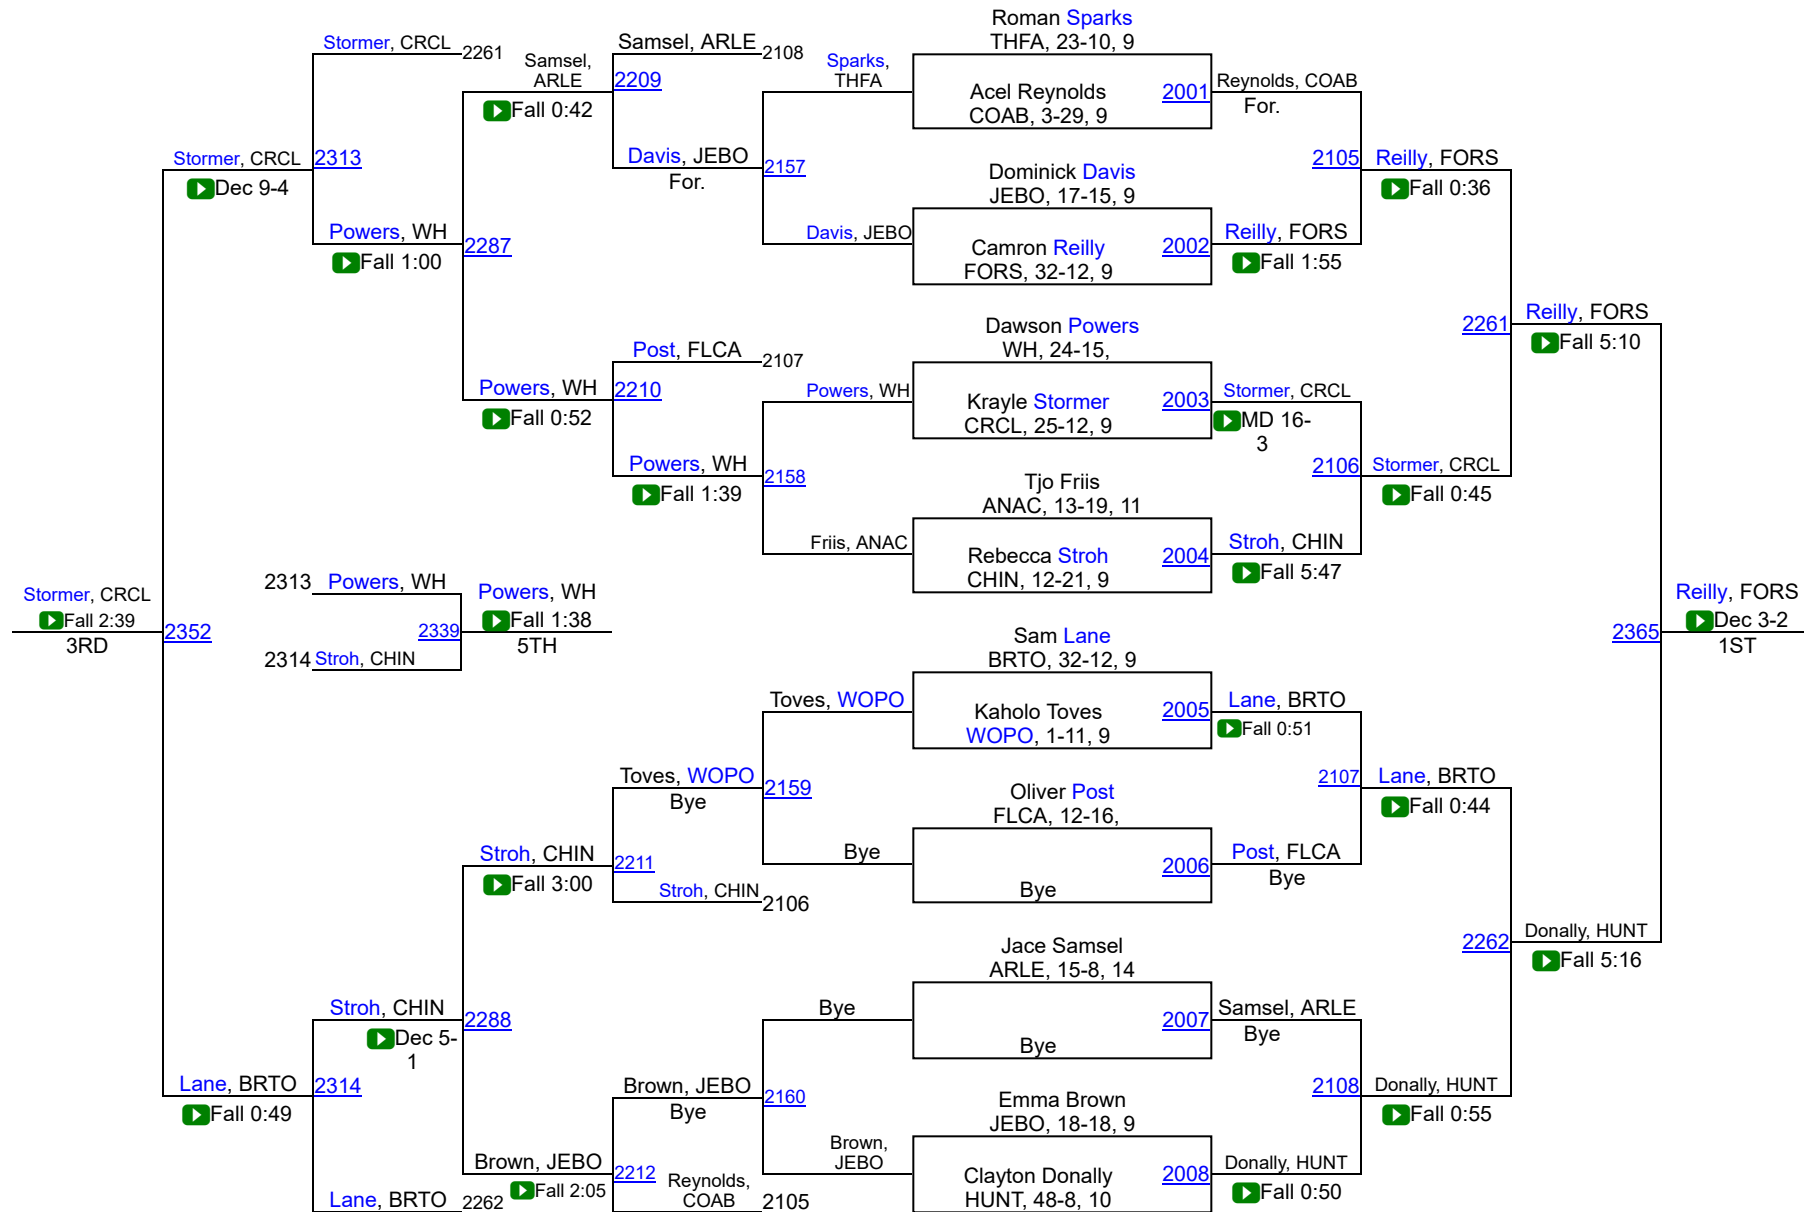 Roman Sparks
THFA, 23-10, 9
Stormer, CRCL
2261
Samsel,
ARLE
Samsel, ARLE
2108
2209
Fall 0:42
Sparks,
THFA
Acel Reynolds
COAB, 3-29, 9
2001
Reynolds, COAB
For.
Stormer, CRCL
Dec 9-4
2313
Davis, JEBO
For.
2157
Dominick Davis
JEBO, 17-15, 9
2105
Reilly, FORS
Fall 0:36
Powers, WH
Fall 1:00
2287
Davis, JEBO
Camron Reilly
FORS, 32-12, 9
2002
Reilly, FORS
Fall 1:55
Dawson Powers
WH, 24-15,
2261
Reilly, FORS
Fall 5:10
Post, FLCA
2107
Powers, WH
Fall 0:52
2210
Powers, WH
Krayle Stormer
CRCL, 25-12, 9
2003
Stormer, CRCL
MD 16-
3
Powers, WH
Fall 1:39
2158
Tjo Friis
ANAC, 13-19, 11
2106
Stormer, CRCL
Fall 0:45
Friis, ANAC
Rebecca Stroh
CHIN, 12-21, 9
2004
Stroh, CHIN
Fall 5:47
Stormer, CRCL
Fall 2:39
3RD
2352
2313
Powers, WH
2339
2314
Stroh, CHIN
Powers, WH
Fall 1:38
5TH
Sam Lane
BRTO, 32-12, 9
2365
Reilly, FORS
Dec 3-2
1ST
Toves, WOPO
Kaholo Toves
WOPO, 1-11, 9
2005
Lane, BRTO
Fall 0:51
Toves, WOPO
Bye
2159
Oliver Post
FLCA, 12-16,
2107
Lane, BRTO
Fall 0:44
Stroh, CHIN
Fall 3:00
2211
Bye
Bye
2006
Post, FLCA
Bye
Stroh, CHIN
2106
Jace Samsel
ARLE, 15-8, 14
2262
Donally, HUNT
Fall 5:16
Stroh, CHIN
Dec 5-
1
2288
Bye
Bye
2007
Samsel, ARLE
Bye
Lane, BRTO
Fall 0:49
2314
Brown, JEBO
Bye
2160
Emma Brown
JEBO, 18-18, 9
2108
Donally, HUNT
Fall 0:55
Brown, JEBO
Fall 2:05
2212
Brown,
JEBO
Clayton Donally
HUNT, 48-8, 10
2008
Donally, HUNT
Fall 0:50
Lane, BRTO
2262
Reynolds,
COAB
2105